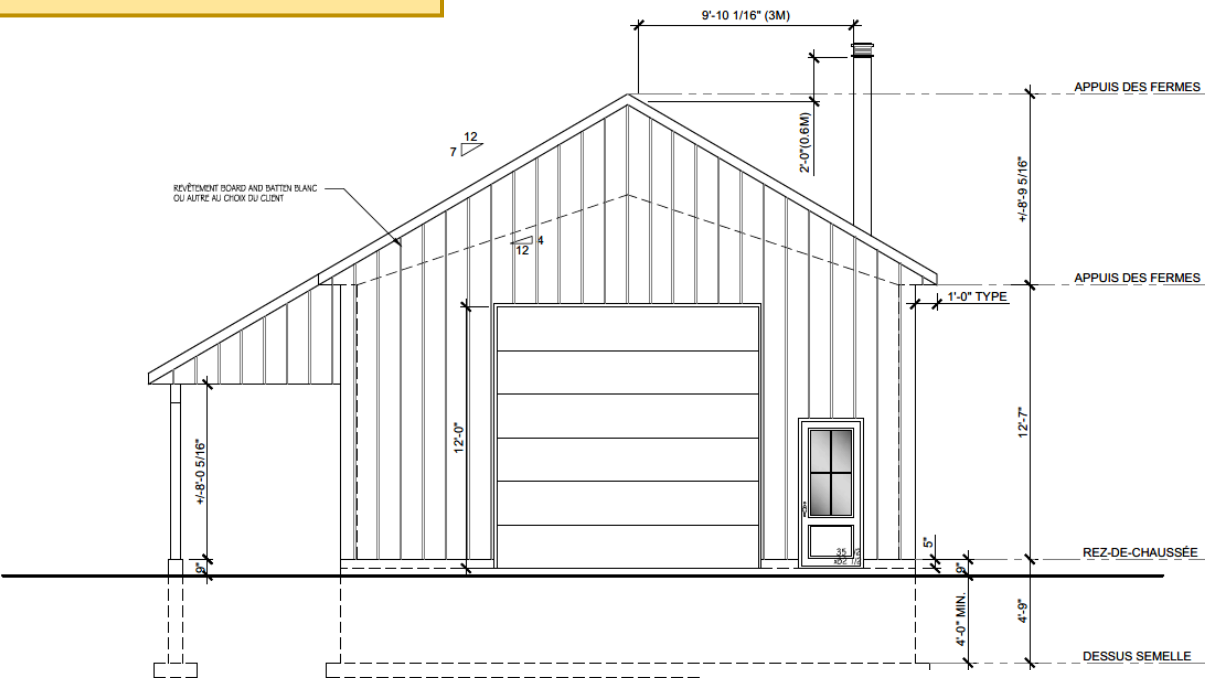 9'-10 1/16" (3M)
APPUIS DES FERMES
2'-0"(0.6M)
12
7
REVÊTEMENT BOARD AND BATTEN BLANC
OU AUTRE AU CHOIX DU CLIENT
+/-8'-9 5/16"
4
12
APPUIS DES FERMES
1'-0" TYPE
12'-0"
12'-7"
+/-8'-0 5/16"
5"
REZ-DE-CHAUSSÉE
9"
9"
4'-0" MIN.
4'-9"
DESSUS SEMELLE